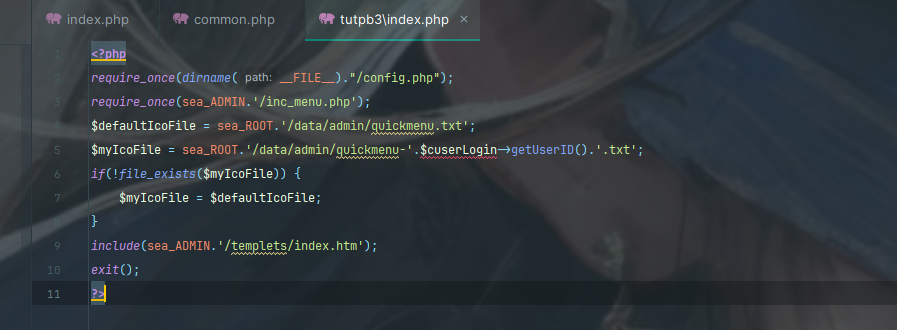 index.php common.php tutpb3\index.php ×
1 <?php
2 require_once(dirname( path: __FILE__)."/config.php");
3 require_once(sea_ADMIN.'/inc_menu.php');
4 $defaultIcoFile = sea_ROOT.'/data/admin/quickmenu.txt';
5 $myIcoFile = sea_ROOT.'/data/admin/quickmenu-'.$cuserLogin->getUserID().'.txt';
6 if(!file_exists($myIcoFile)) {
7 $myIcoFile = $defaultIcoFile;
8 }
9 include(sea_ADMIN.'/templets/index.htm');
10 exit();
11 ?>